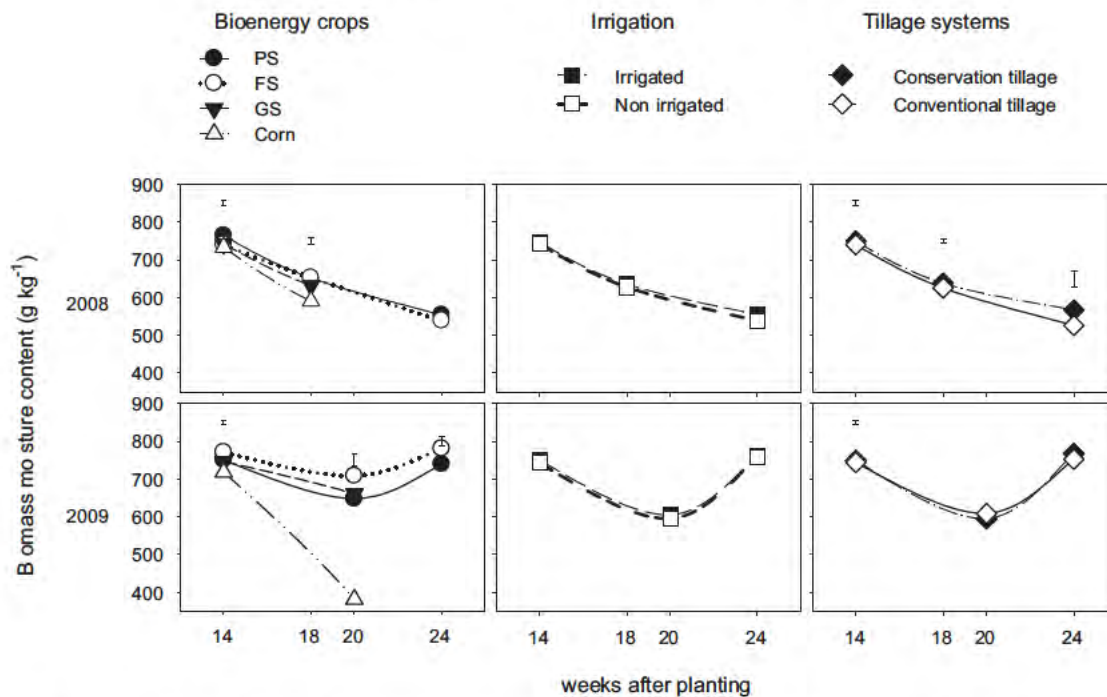 Bioenergy crops
PS
FS
GS
Corn
Irrigation
Irrigated
Non irrigated
Tillage systems
Conservation tillage
Conventional tillage
B omass mo sture content (g kg-1)
2008
900
800
700
600
500
400
2009
900
800
700
600
500
400
14 18 20 24
14 18 20 24
14 18 20 24
weeks after planting